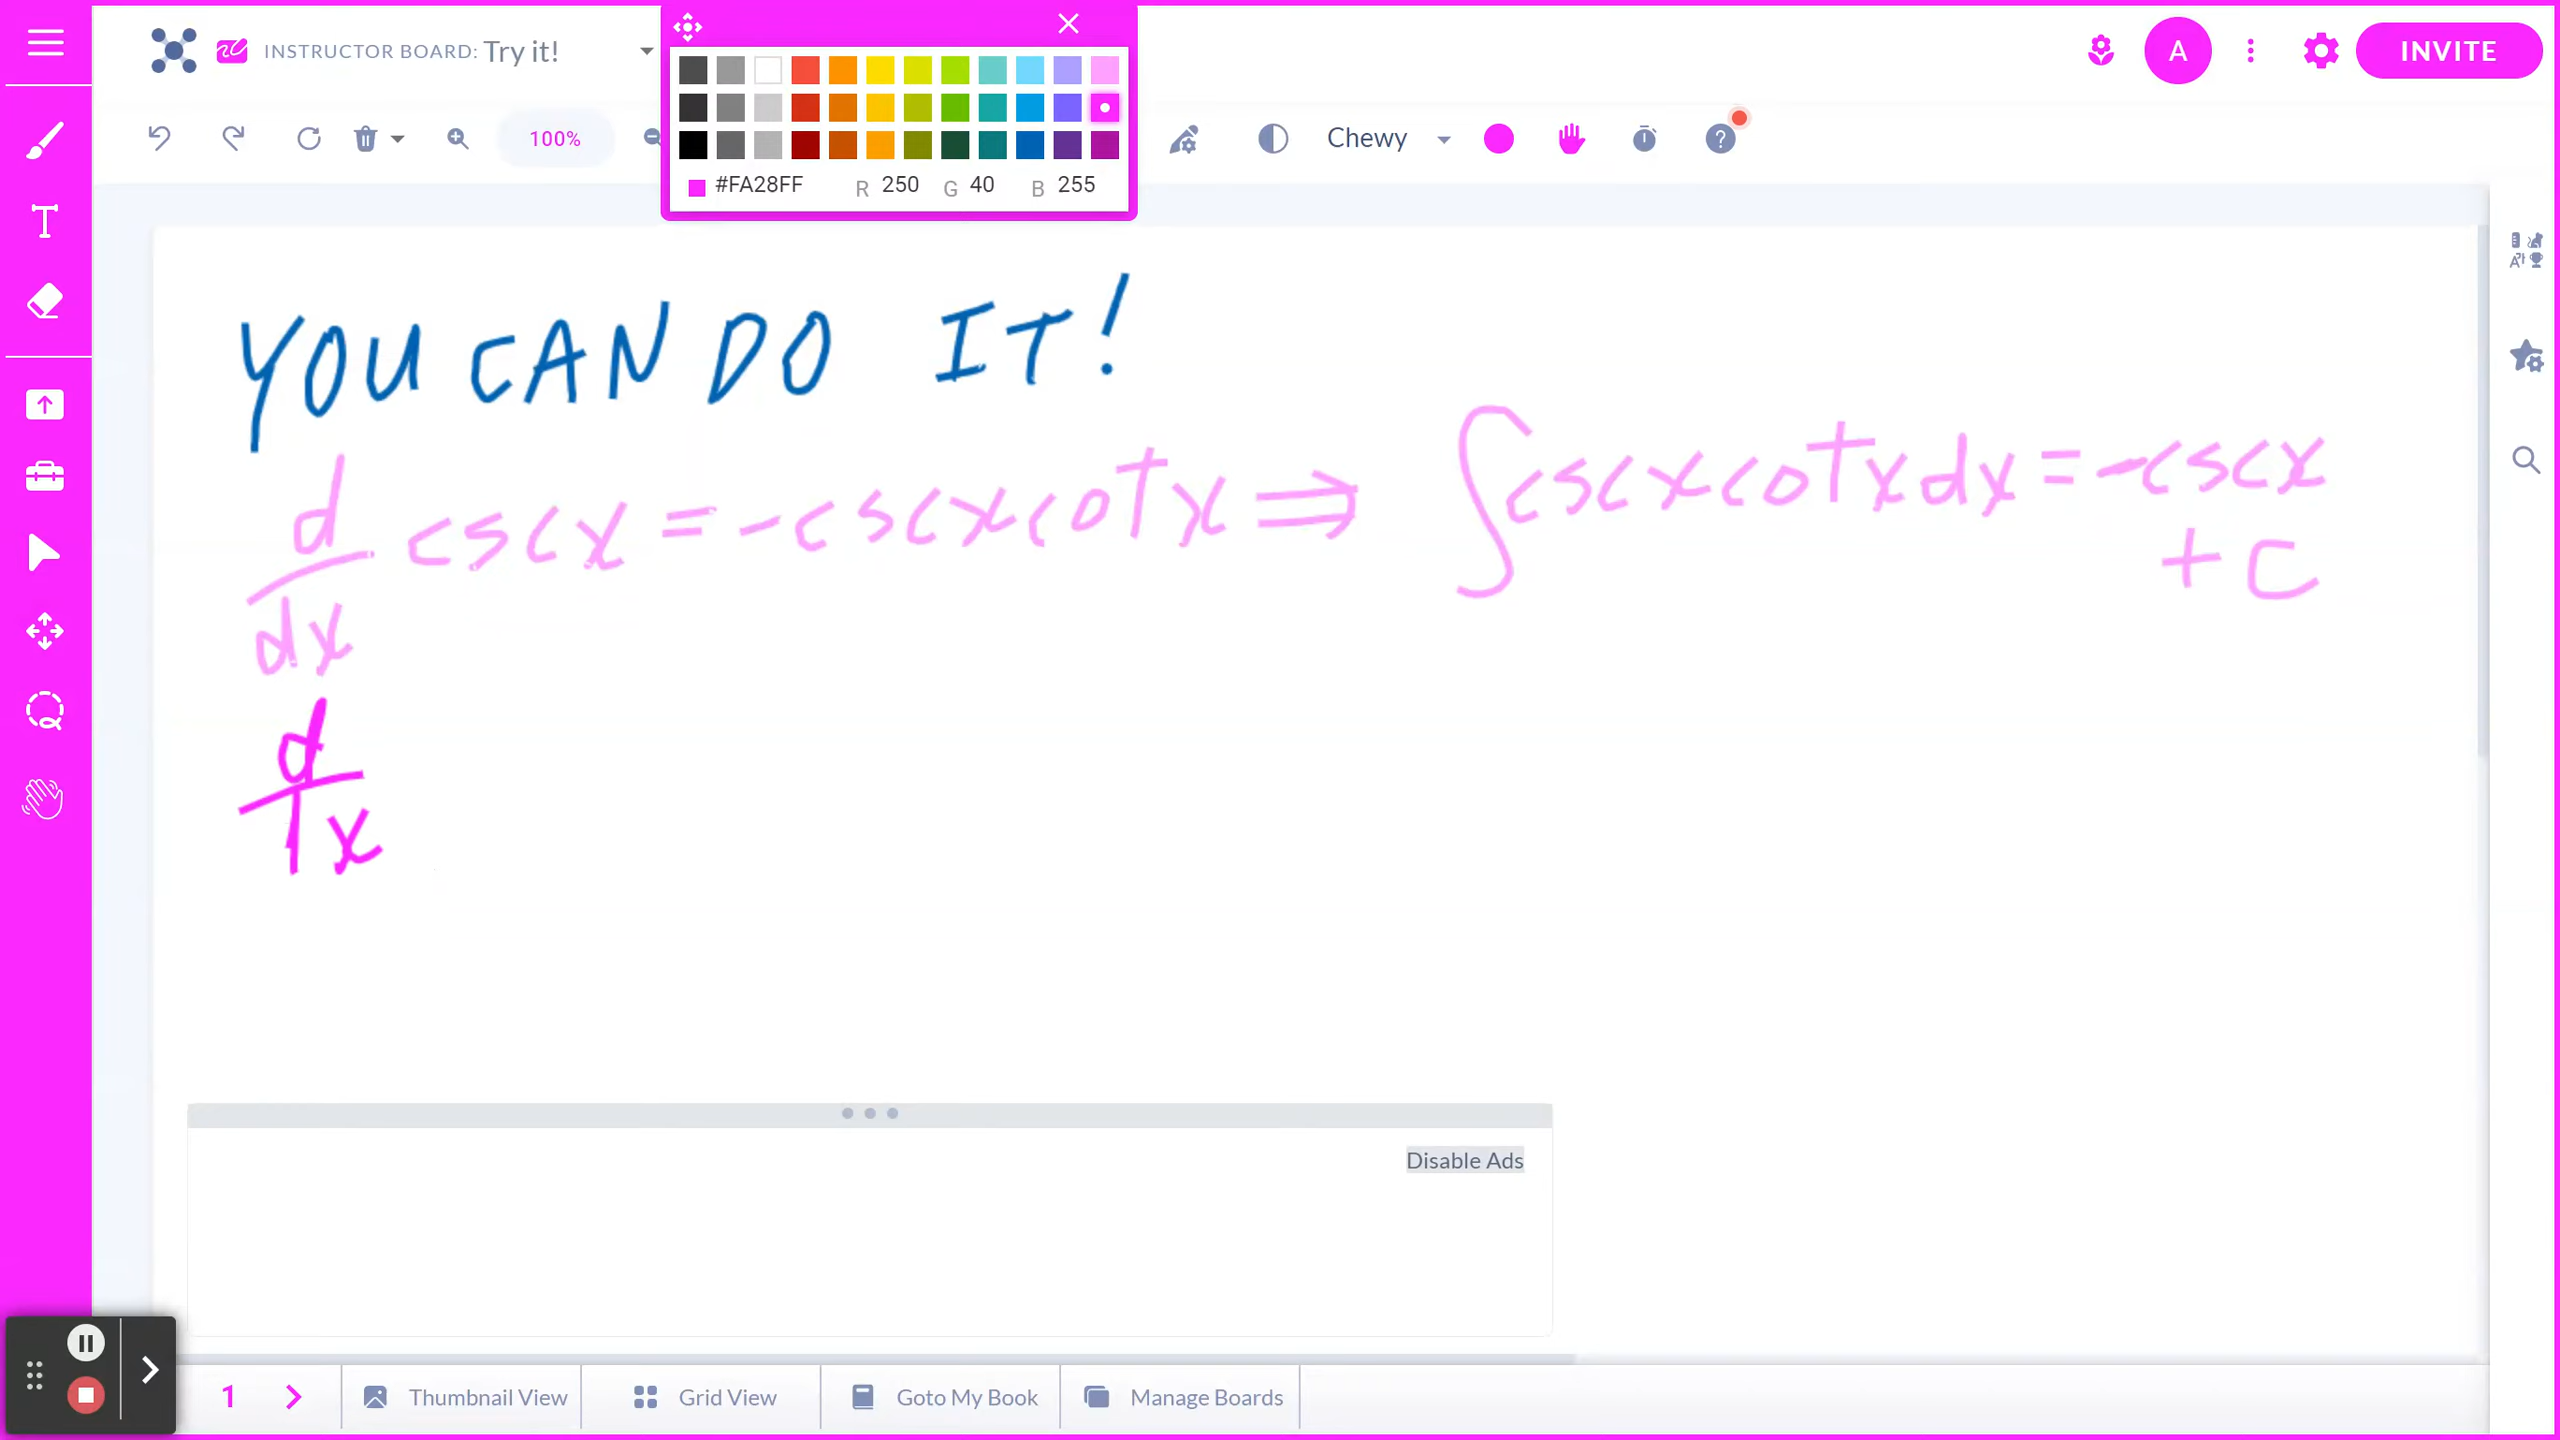 INSTRUCTOR BOARD: Try it!
INVITE
A
100%
Chewy
?
#FA28FF R 250 G 40 B 255
YOU CAN DO IT!
d/dx cscx = -cscxcotx ⇒ ∫cscxcotxdx = -cscx
+ C
d/dx
Disable Ads
1 Thumbnail View Grid View Goto My Book Manage Boards